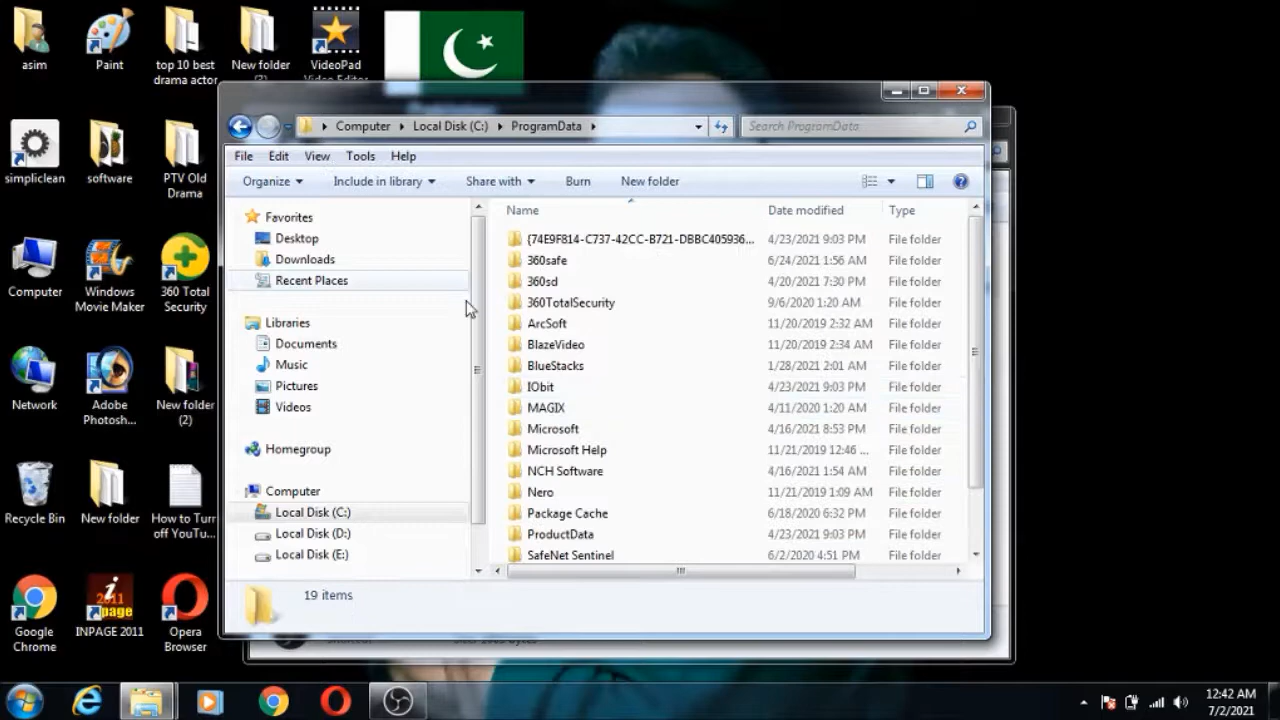 asim
Paint
top 10 best
drama actor
New folder
VideoPad
simpliclean
software
PTV Old
Drama
Computer
Windows
Movie Maker
360 Total
Security
Network
Adobe
Photosh...
New folder
(2)
Recycle Bin
New folder
How to Turn
off YouTu...
Google
Chrome
2011
page
INPAGE 2011
Opera
Browser
Computer
Local Disk (C:)
ProgramData
Search ProgramData
File
Edit
View
Tools
Help
Organize
Include in library
Share with
Burn
New folder
Favorites
Desktop
Downloads
Recent Places
Libraries
Documents
Music
Pictures
Videos
Homegroup
Computer
Local Disk (C:)
Local Disk (D:)
Local Disk (E:)
Name Date modified Type
{74E9F814-C737-42CC-B721-DBBC405936... 4/23/2021 9:03 PM File folder
360safe 6/24/2021 1:56 AM File folder
360sd 4/20/2021 7:30 PM File folder
360TotalSecurity 9/6/2020 1:20 AM File folder
ArcSoft 11/20/2019 2:32 AM File folder
BlazeVideo 11/20/2019 2:34 AM File folder
BlueStacks 1/28/2021 2:01 AM File folder
IObit 4/23/2021 9:03 PM File folder
MAGIX 4/11/2020 1:20 AM File folder
Microsoft 4/16/2021 8:53 PM File folder
Microsoft Help 11/21/2019 12:46 ... File folder
NCH Software 4/16/2021 1:54 AM File folder
Nero 11/21/2019 1:09 AM File folder
Package Cache 6/18/2020 6:32 PM File folder
ProductData 4/23/2021 9:03 PM File folder
SafeNet Sentinel 6/2/2020 4:51 PM File folder
19 items
12:42 AM
7/2/2021